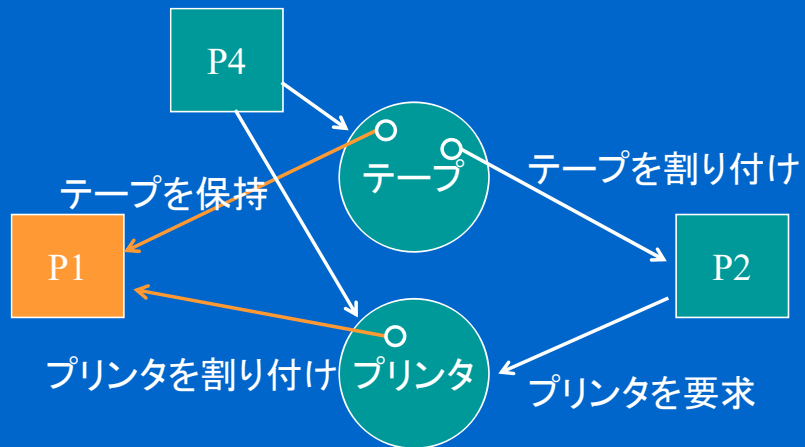 P4
テープ
テープを割り付け
テープを保持
P1
P2
プリンタを割り付け
プリンタ
プリンタを要求